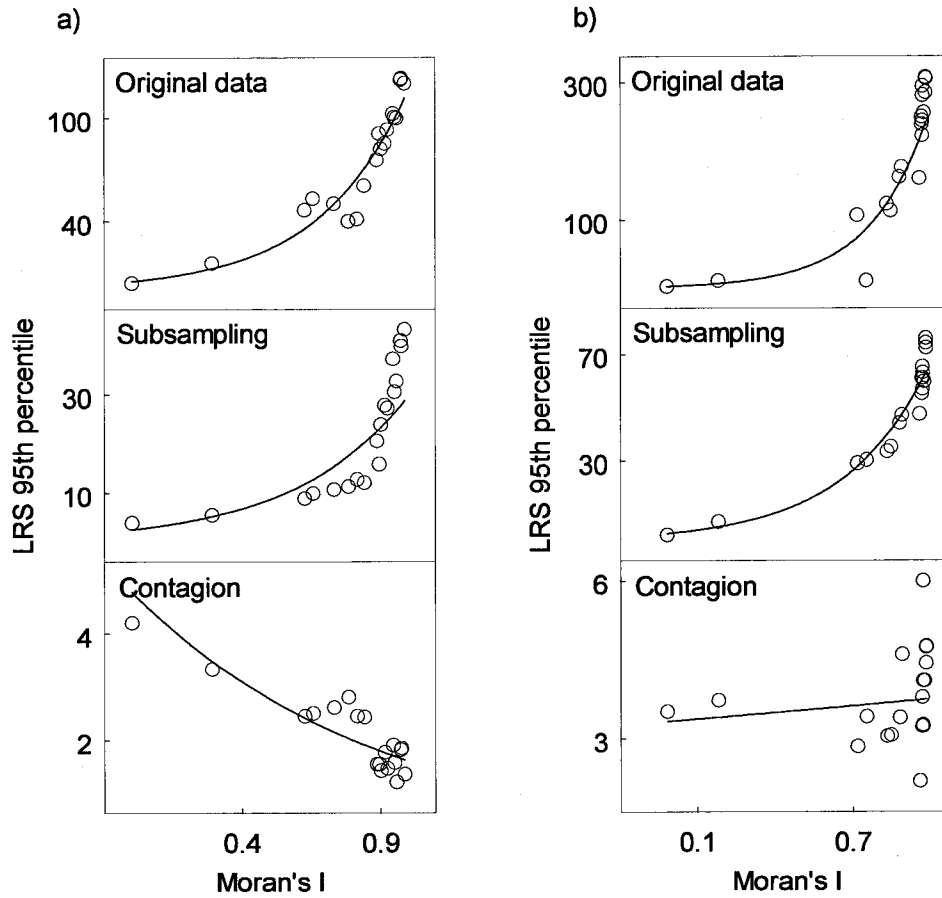 a)
Original data
100
40
Subsampling
30
10
Contagion
4
2
0.4
0.9
Moran's I
LRS 95th percentile
b)
Original data
300
100
Subsampling
70
30
Contagion
6
3
0.1
0.7
Moran's I
LRS 95th percentile